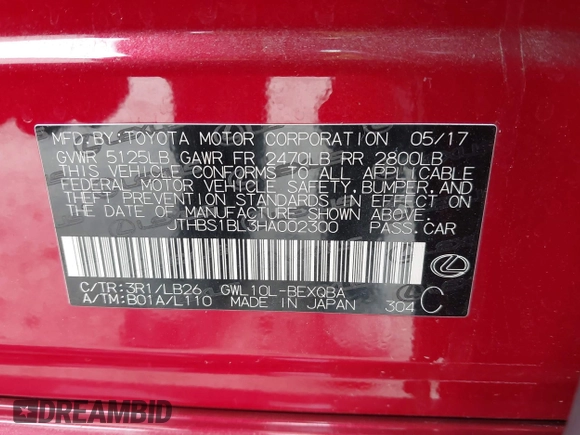 MFD.BY:TOYOTA MOTOR CORPORATION 05/17
GVWR 5125LB GAWR FR 2470LB RR 2800LB
THIS VEHICLE CONFORMS TO ALL APPLICABLE
FEDERAL MOTOR VEHICLE SAFETY, BUMPER, AND
THEFT PREVENTION STANDARDS IN EFFECT ON
THE DATE OF MANUFACTURE SHOWN ABOVE.
JTHBS1BL3HA002300 PASS.CAR
C/TR:3R1/LB26 GWL10L-BEXQBA
A/TM:B01A/L110 MADE IN JAPAN 304 C
DREAMBID